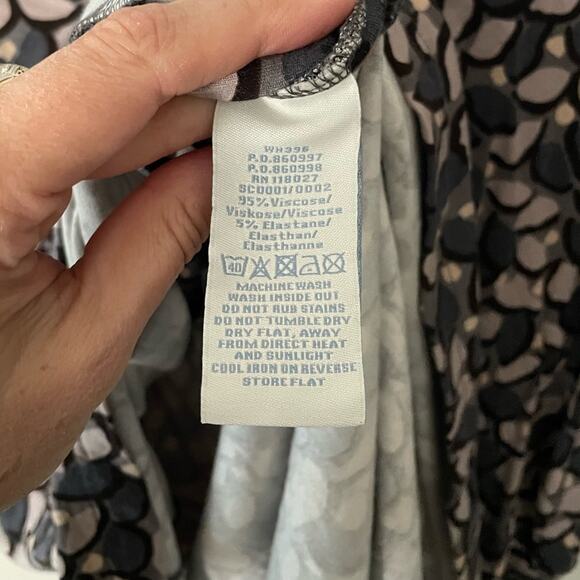 WH396
P.O.860997
P.O.860998
RN 118027
SC0001/0002
95% Viscose/
Viskose/Viscose
5% Elastane/
Elasthan/
Elasthanne
40
MACHINE WASH
WASH INSIDE OUT
DO NOT RUB STAINS
DO NOT TUMBLE DRY
DRY FLAT, AWAY
FROM DIRECT HEAT
AND SUNLIGHT
COOL IRON ON REVERSE
STORE FLAT